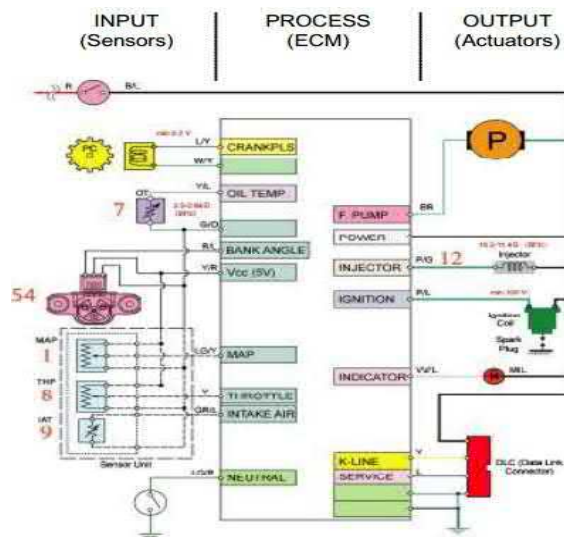 INPUT
(Sensors)
PROCESS
(ECM)
OUTPUT
(Actuators)
R
B/L
PC
L/Y
CRANKPLS
W/Y
Y/L
OIL TEMP
OT
7
G/O
B/L
BANK ANGLE
Y/R
Vcc (5V)
54
MAP
1
LG/Y
MAP
THP
8
Y
THROTTLE
GR/L
INTAKE AIR
IAT
9
Sensor Unit
NEUTRAL
P
BR
F. PUMP
POWER
INJECTOR
P/G
12
Injector
IGNITION
P/L
Ignition
Coil
Spark
Plug
INDICATOR
W/L
MIL
K-LINE
Y
SERVICE
L
DLC (Data Link
Connector)